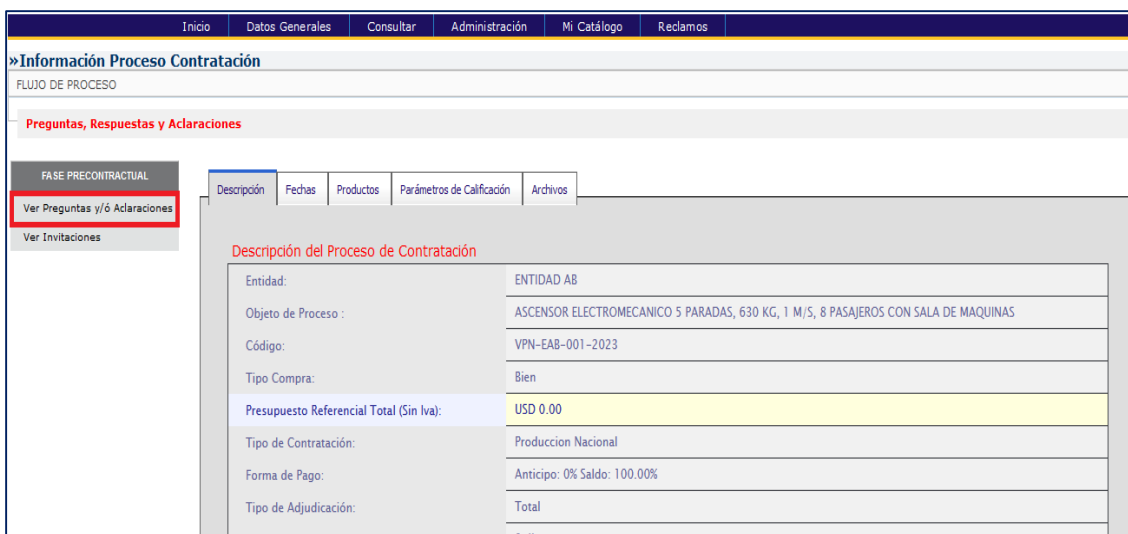 Inicio Datos Generales Consultar Administración Mi Catálogo Reclamos
»Información Proceso Contratación
FLUJO DE PROCESO
Preguntas, Respuestas y Aclaraciones
FASE PRECONTRACTUAL
Ver Preguntas y/ó Aclaraciones
Ver Invitaciones
Descripción Fechas Productos Parámetros de Calificación Archivos
Descripción del Proceso de Contratación
Entidad: ENTIDAD AB
Objeto de Proceso : ASCENSOR ELECTROMECANICO 5 PARADAS, 630 KG, 1 M/S, 8 PASAJEROS CON SALA DE MAQUINAS
Código: VPN-EAB-001-2023
Tipo Compra: Bien
Presupuesto Referencial Total (Sin Iva): USD 0.00
Tipo de Contratación: Produccion Nacional
Forma de Pago: Anticipo: 0% Saldo: 100.00%
Tipo de Adjudicación: Total